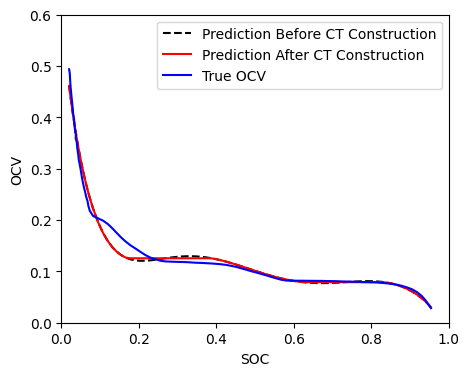 Prediction Before CT Construction
Prediction After CT Construction
True OCV
0.6
0.5
0.4
0.3
0.2
0.1
0.0
OCV
0.0 0.2 0.4 0.6 0.8 1.0
SOC